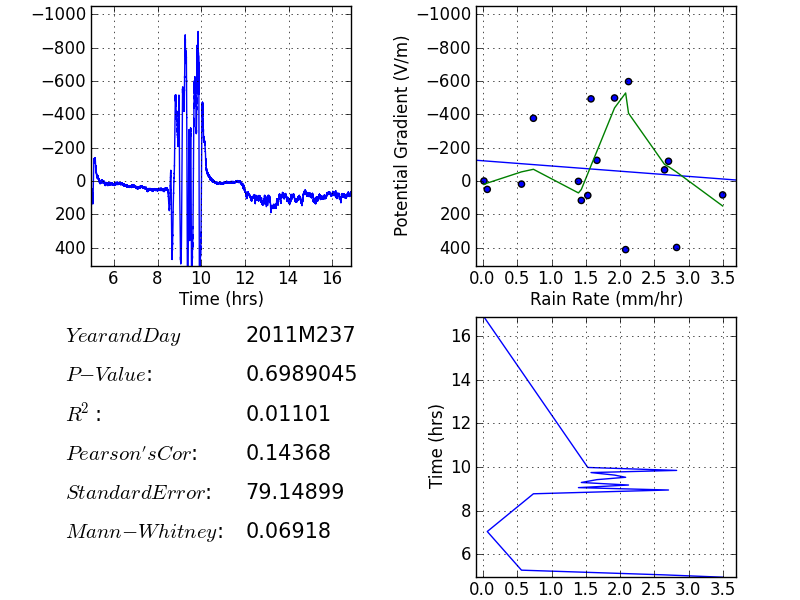 −1000
−800
−600
−400
−200
0
200
400
6 8 10 12 14 16
Time (hrs)
Potential Gradient (V/m)
−1000
−800
−600
−400
−200
0
200
400
0.0 0.5 1.0 1.5 2.0 2.5 3.0 3.5
Rain Rate (mm/hr)
YearandDay 2011M237
P−Value: 0.6989045
R²: 0.01101
Pearson'sCor: 0.14368
StandardError: 79.14899
Mann−Whitney: 0.06918
Time (hrs)
16
14
12
10
8
6
0.0 0.5 1.0 1.5 2.0 2.5 3.0 3.5